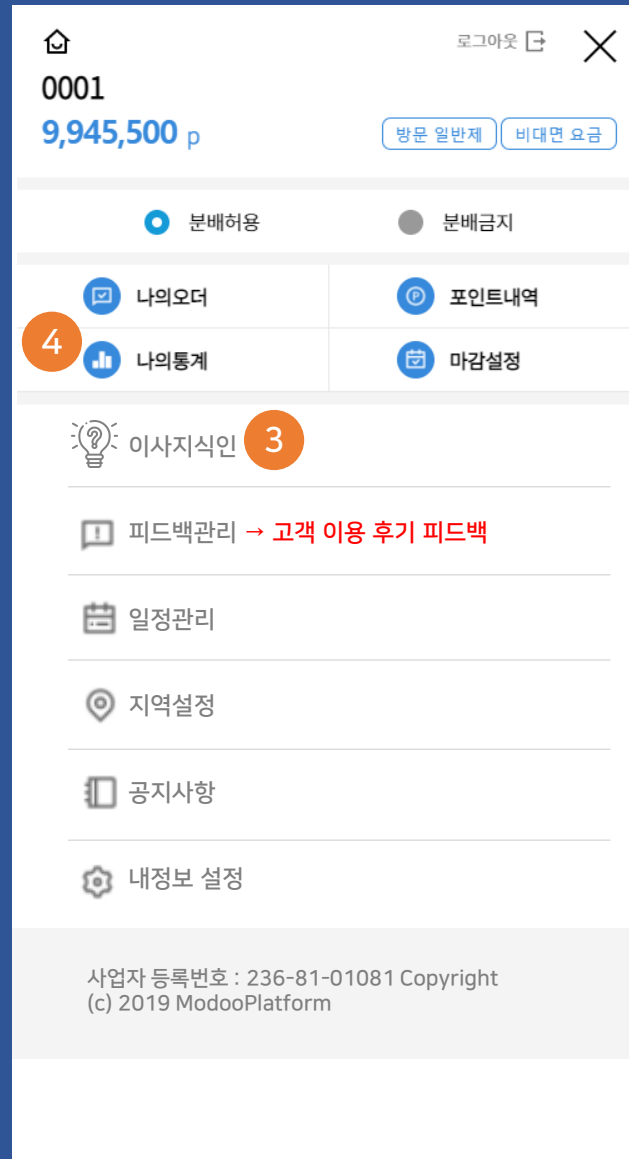 로그아웃
0001
9,945,500 p
방문 일반제 비대면 요금
분배허용 분배금지
나의오더 포인트내역
4
나의통계 마감설정
이사지식인 3
피드백관리 → 고객 이용 후기 피드백
일정관리
지역설정
공지사항
내정보 설정
사업자 등록번호 : 236-81-01081 Copyright
(c) 2019 ModooPlatform